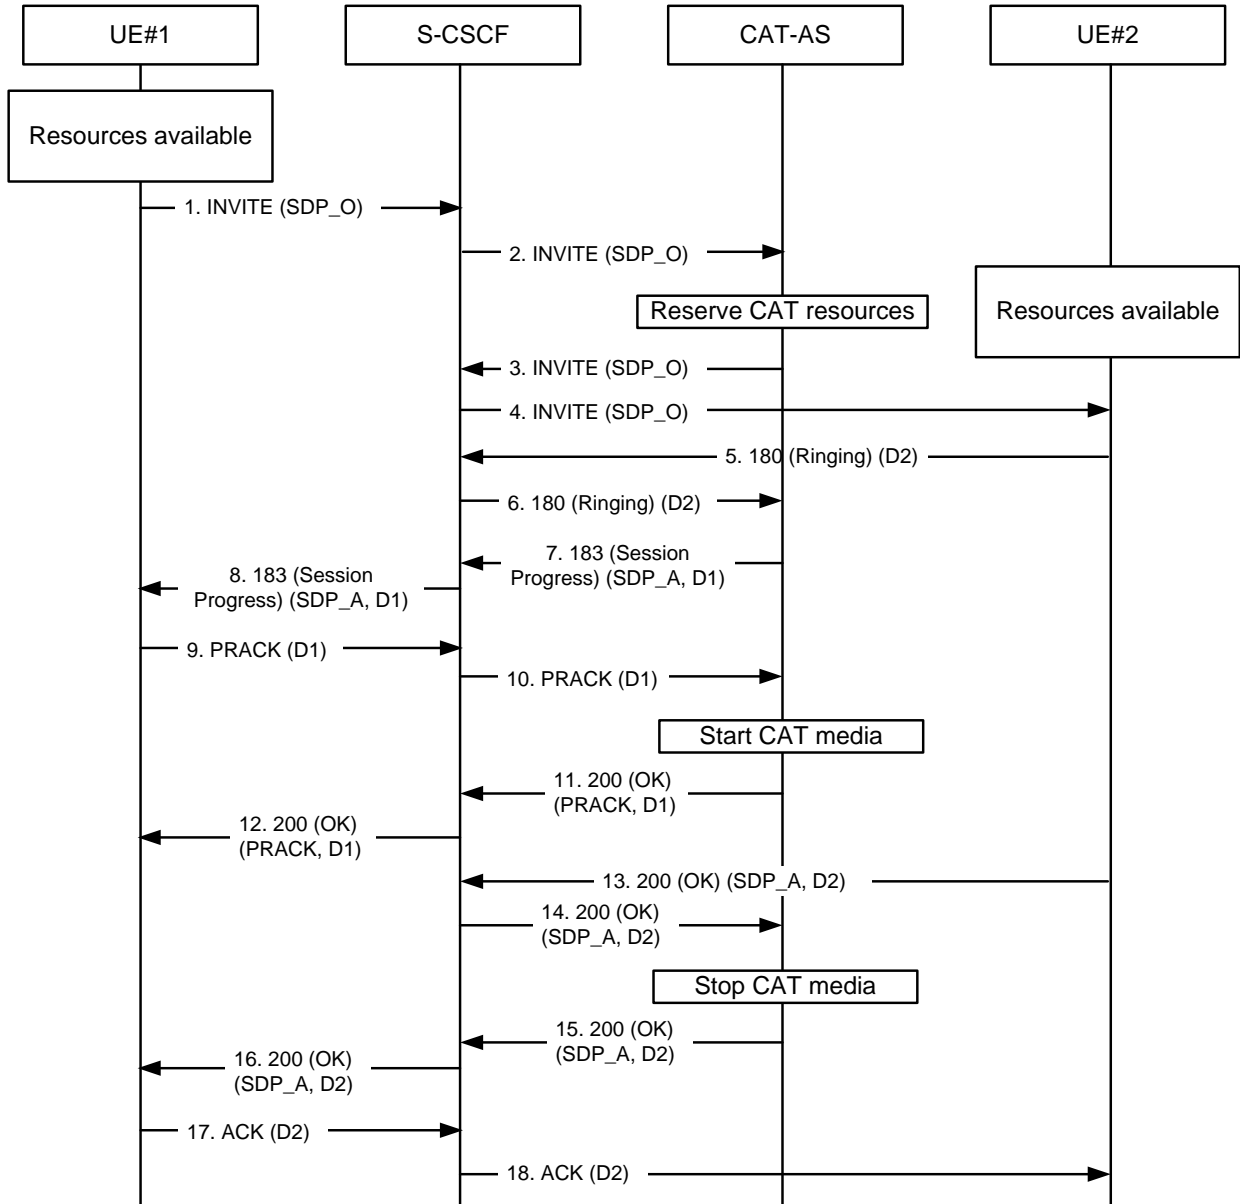 UE#1
S-CSCF
CAT-AS
UE#2
Resources available
1. INVITE (SDP_O)
2. INVITE (SDP_O)
Reserve CAT resources
Resources available
3. INVITE (SDP_O)
4. INVITE (SDP_O)
5. 180 (Ringing) (D2)
6. 180 (Ringing) (D2)
7. 183 (Session
Progress) (SDP_A, D1)
8. 183 (Session
Progress) (SDP_A, D1)
9. PRACK (D1)
10. PRACK (D1)
Start CAT media
11. 200 (OK)
(PRACK, D1)
12. 200 (OK)
(PRACK, D1)
13. 200 (OK) (SDP_A, D2)
14. 200 (OK)
(SDP_A, D2)
Stop CAT media
15. 200 (OK)
(SDP_A, D2)
16. 200 (OK)
(SDP_A, D2)
17. ACK (D2)
18. ACK (D2)